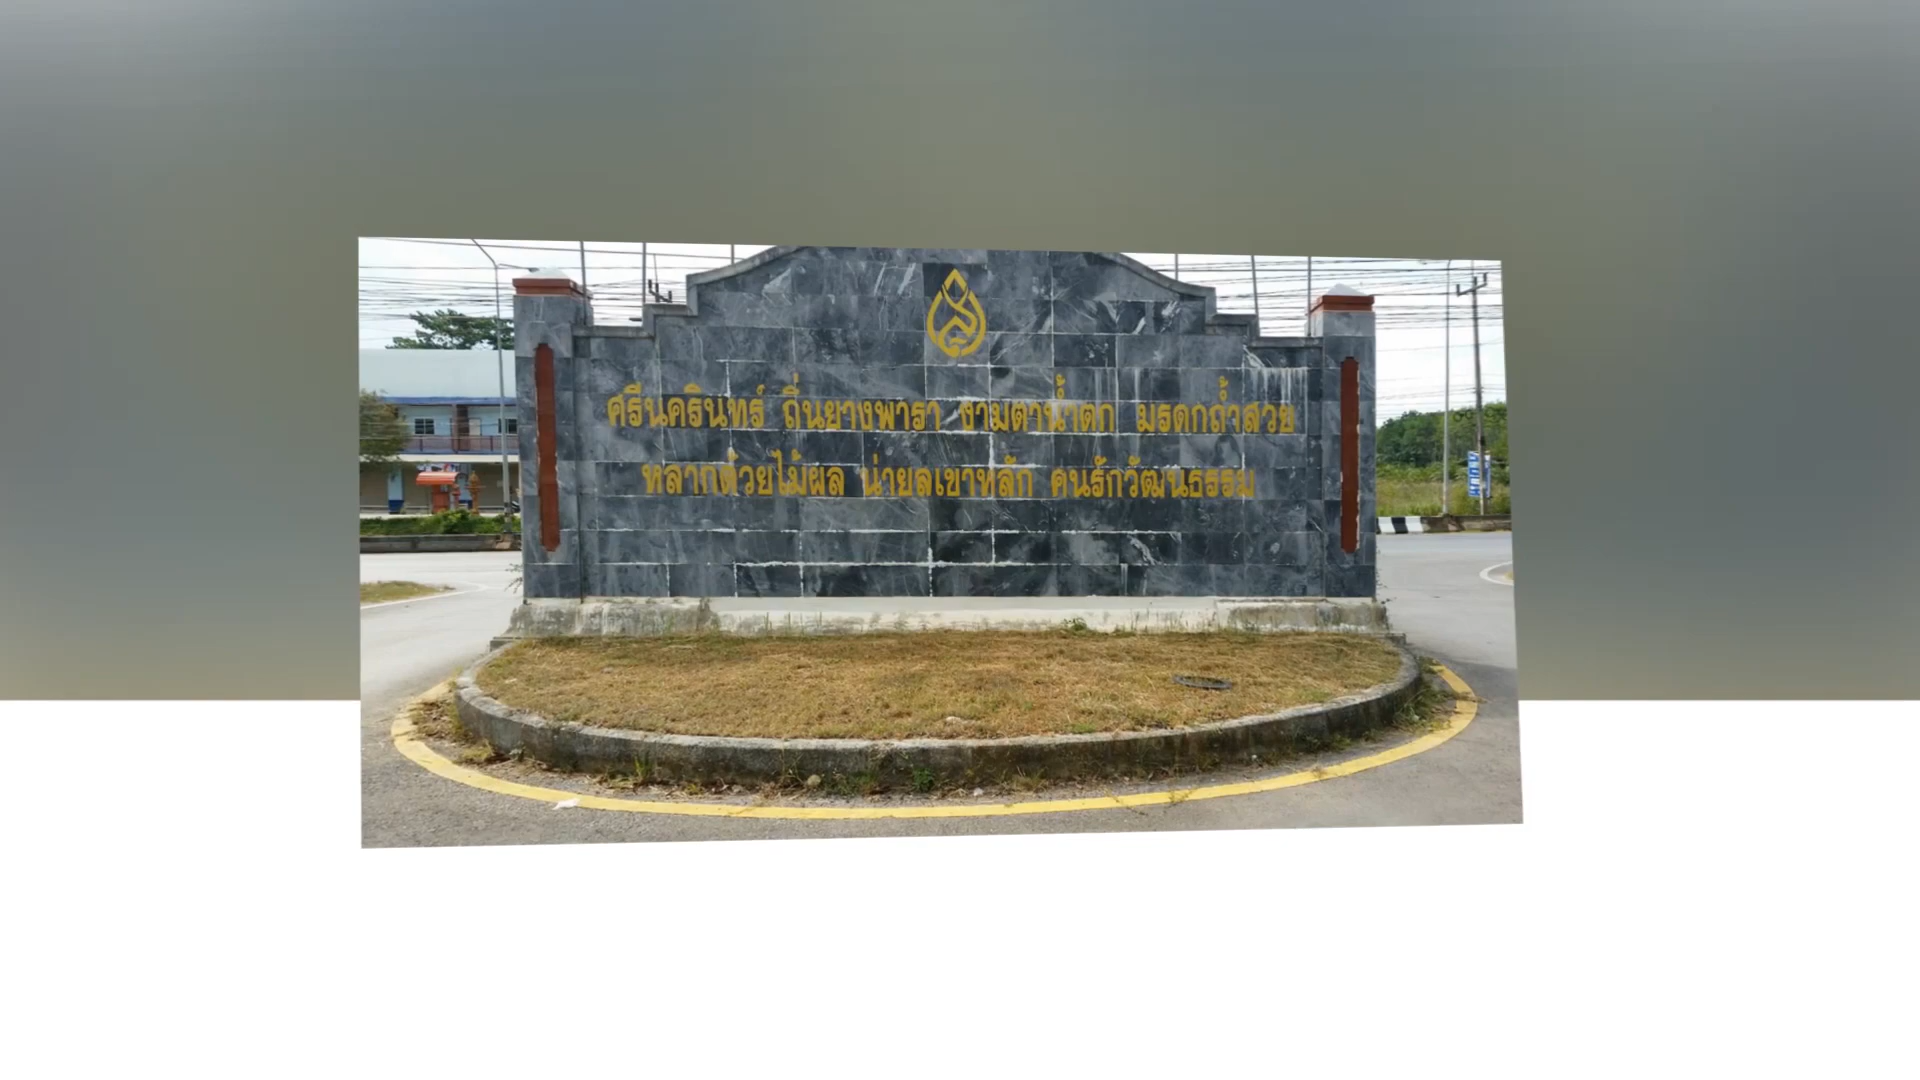 ศรีนครินทร์ ถิ่นยางพารา งามตาน้ำตก มรดกถ้ำสวย
หลากด้วยไม้ผล น่ายลเขาหลัก คนรักวัฒนธรรม